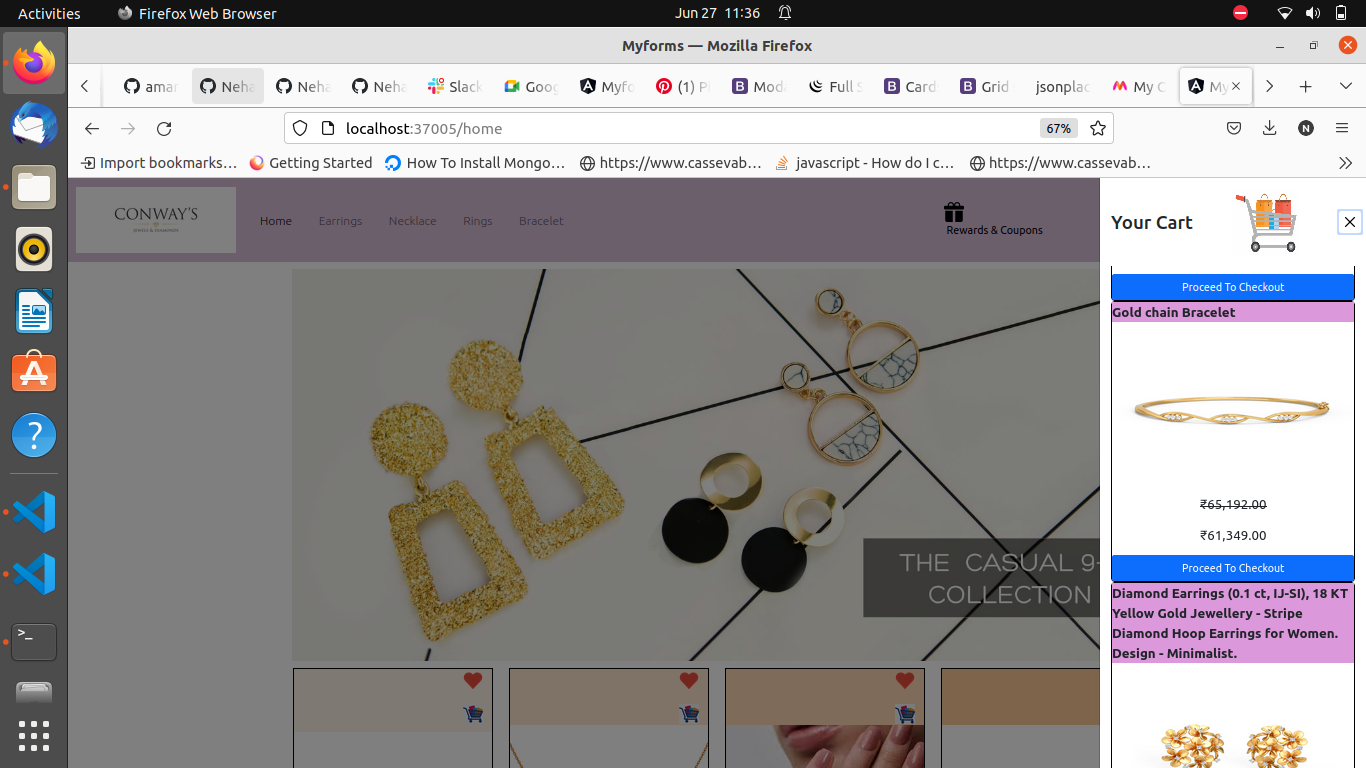 Activities
Firefox Web Browser
Jun 27 11:36
Myforms — Mozilla Firefox
amar
Neha
Neha
Neha
Slack
Goog
Myfo
(1) Pi
Mod
Full S
Card
Grid
jsonplac
My C
My
localhost:37005/home
67%
N
Import bookmarks…
Getting Started
How To Install Mongo…
https://www.cassevab…
javascript - How do I c…
https://www.cassevab…
CONWAY'S
Home
Earrings
Necklace
Rings
Bracelet
Rewards & Coupons
Your Cart
Proceed To Checkout
Gold chain Bracelet
₹65,192.00
₹61,349.00
Proceed To Checkout
Diamond Earrings (0.1 ct, IJ-SI), 18 KT
Yellow Gold Jewellery - Stripe
Diamond Hoop Earrings for Women.
Design - Minimalist.
THE CASUAL 9-
COLLECTION